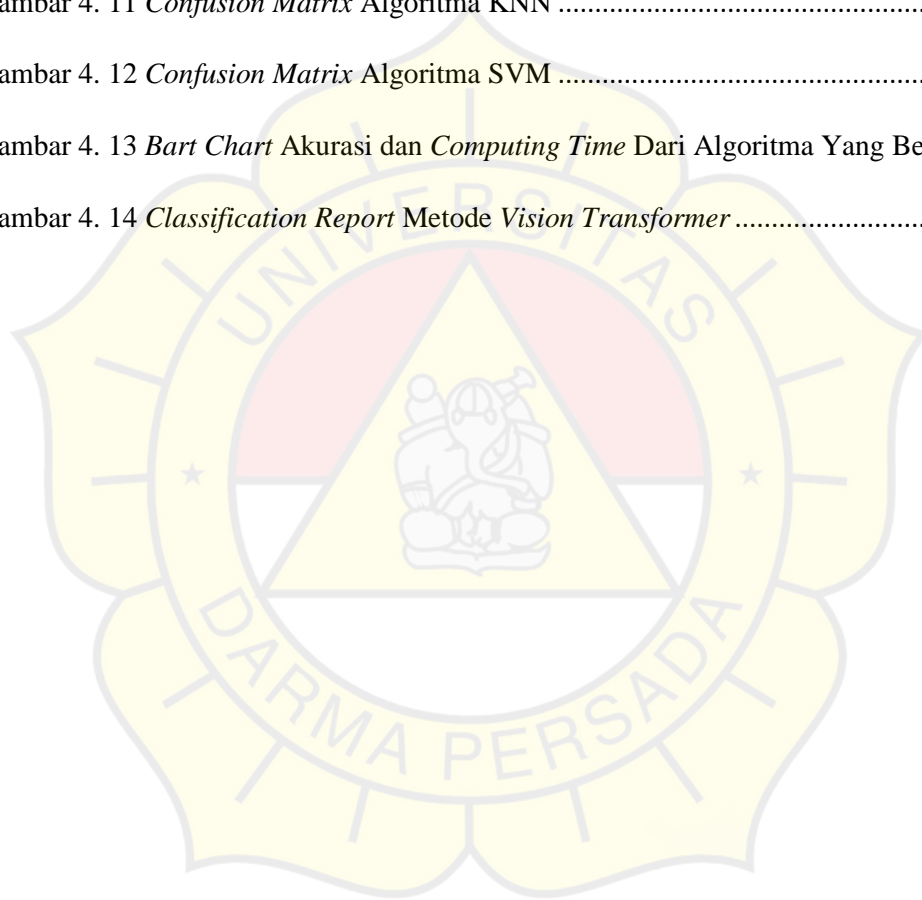 ambar 4. 11 Confusion Matrix Algoritma KNN ....................................................................
ambar 4. 12 Confusion Matrix Algoritma SVM ....................................................................
ambar 4. 13 Bart Chart Akurasi dan Computing Time Dari Algoritma Yang Be
ambar 4. 14 Classification Report Metode Vision Transformer ...........................
UNIVERSITAS
DARMA PERSADA